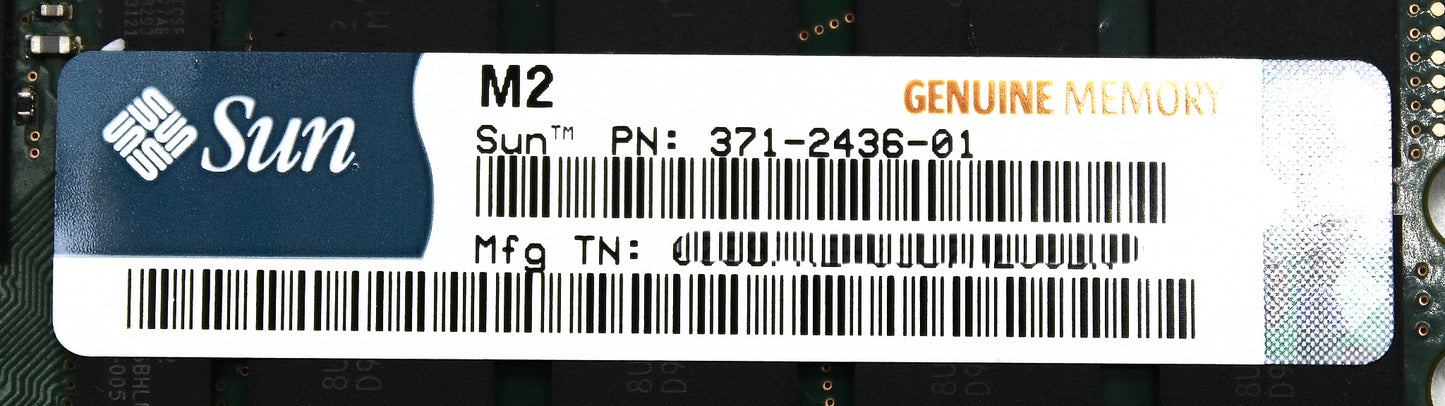 Sun
M2
GENUINE MEMORY
Sun™ PN: 371-2436-01
Mfg TN: